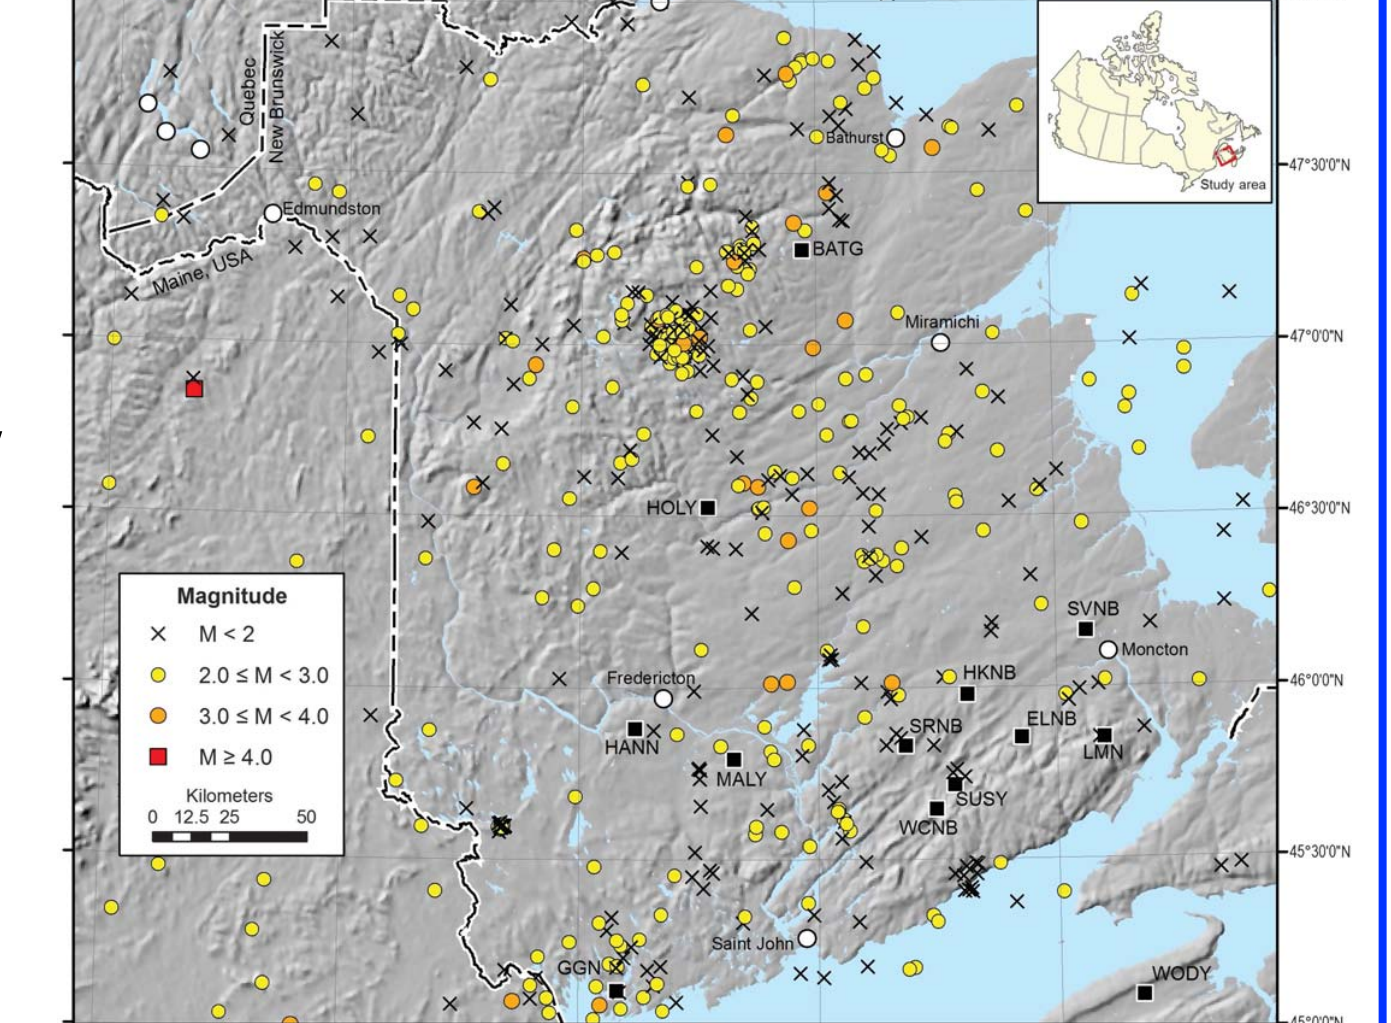 Quebec
New Brunswick
Study area
Bathurst
47°30'0"N
Edmundston
BATG
Maine, USA
Miramichi
47°0'0"N
HOLY
46°30'0"N
Magnitude
M < 2
2.0 ≤ M < 3.0
3.0 ≤ M < 4.0
M ≥ 4.0
Kilometers
0 12.5 25 50
SVNB
Moncton
Fredericton
HKNB
46°0'0"N
HANN
SRNB
ELNB
LMN
MALY
SUSY
WCNB
45°30'0"N
Saint John
GGN
WODY
45°0'0"N